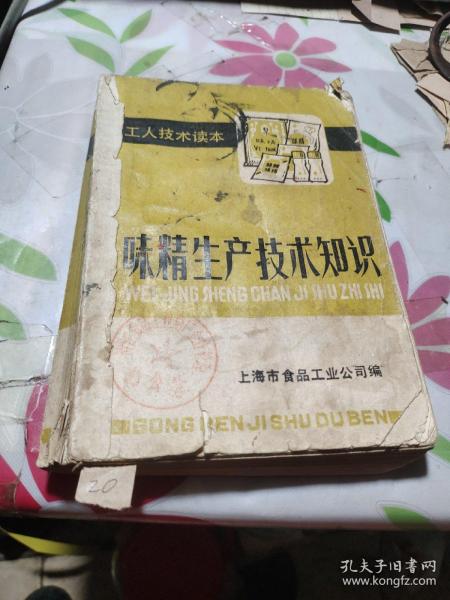 工人技术读本
味精生产技术知识
WEI JING SHENG CHAN JI SHU ZHI SHI
上海市食品工业公司编
GONG REN JI SHU DU BEN
20
孔夫子旧书网
www.kongfz.com